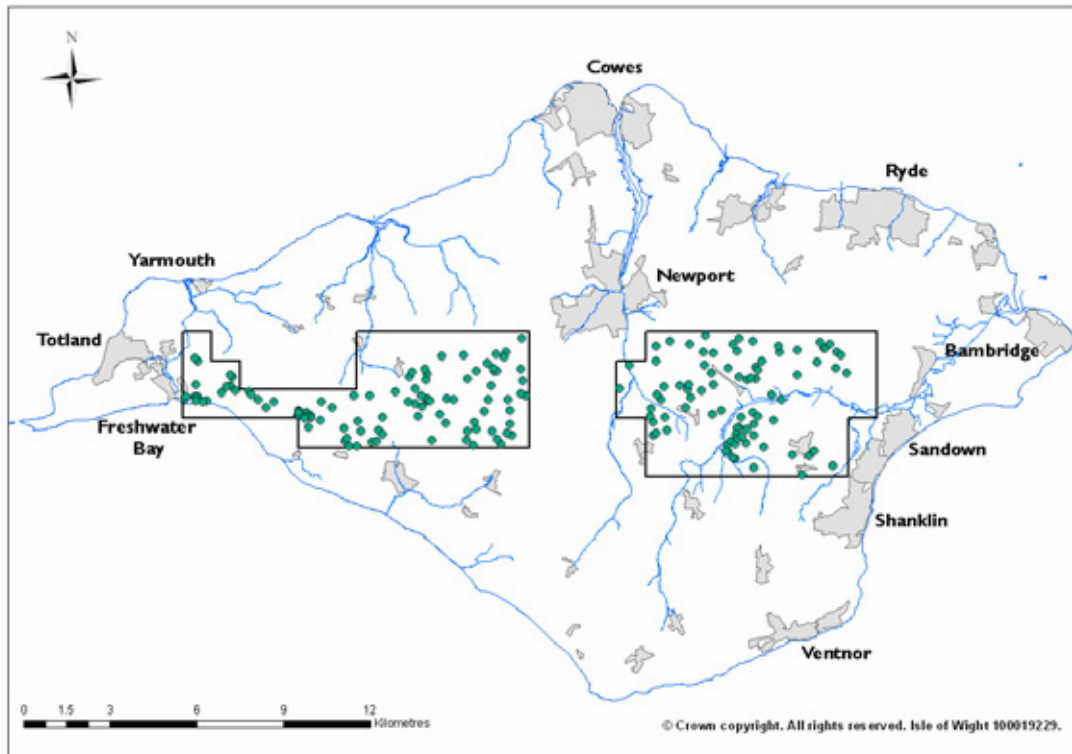 N
Cowes
Ryde
Yarmouth
Newport
Totland
Bambridge
Freshwater
Bay
Sandown
Shanklin
Ventnor
0 1.5 3 6 9 12
Kilometres
© Crown copyright. All rights reserved. Isle of Wight 100019229.